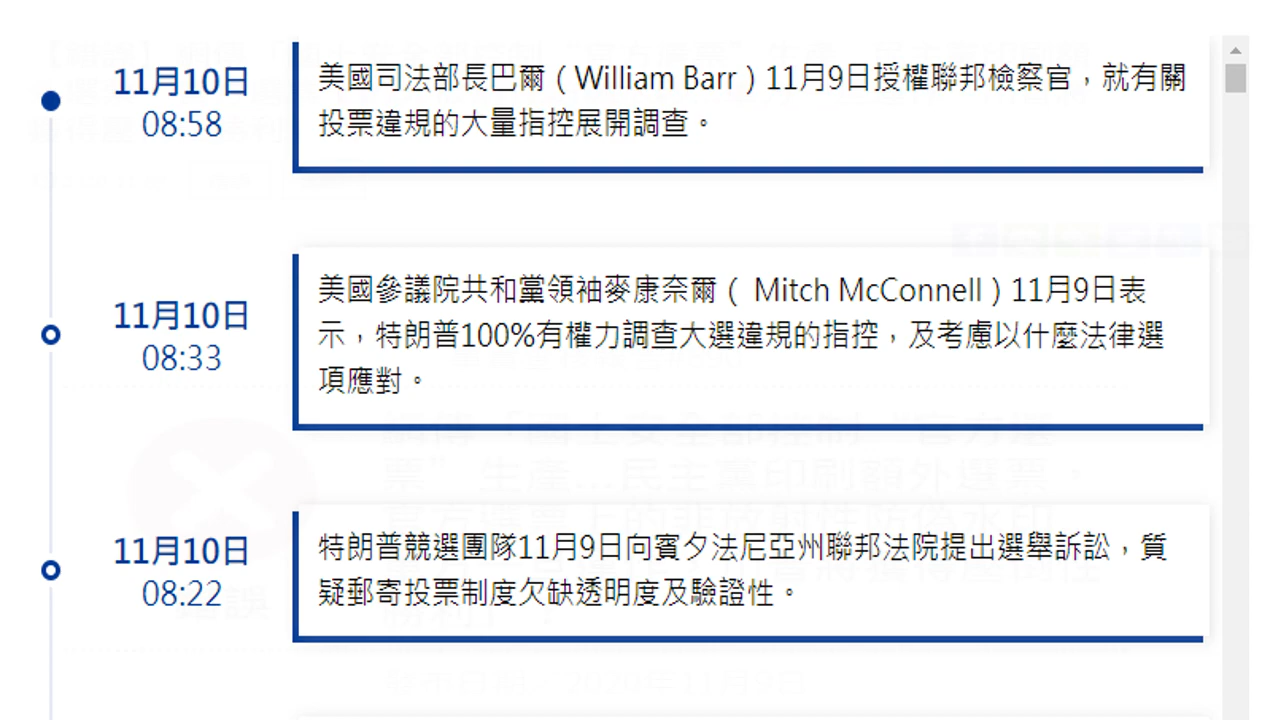 11月10日
08:58
美國司法部長巴爾（William Barr）11月9日授權聯邦檢察官，就有關
投票違規的大量指控展開調查。
11月10日
08:33
美國參議院共和黨領袖麥康奈爾（ Mitch McConnell）11月9日表
示，特朗普100%有權力調查大選違規的指控，及考慮以什麼法律選
項應對。
11月10日
08:22
特朗普競選團隊11月9日向賓夕法尼亞州聯邦法院提出選舉訴訟，質
疑郵寄投票制度欠缺透明度及驗證性。